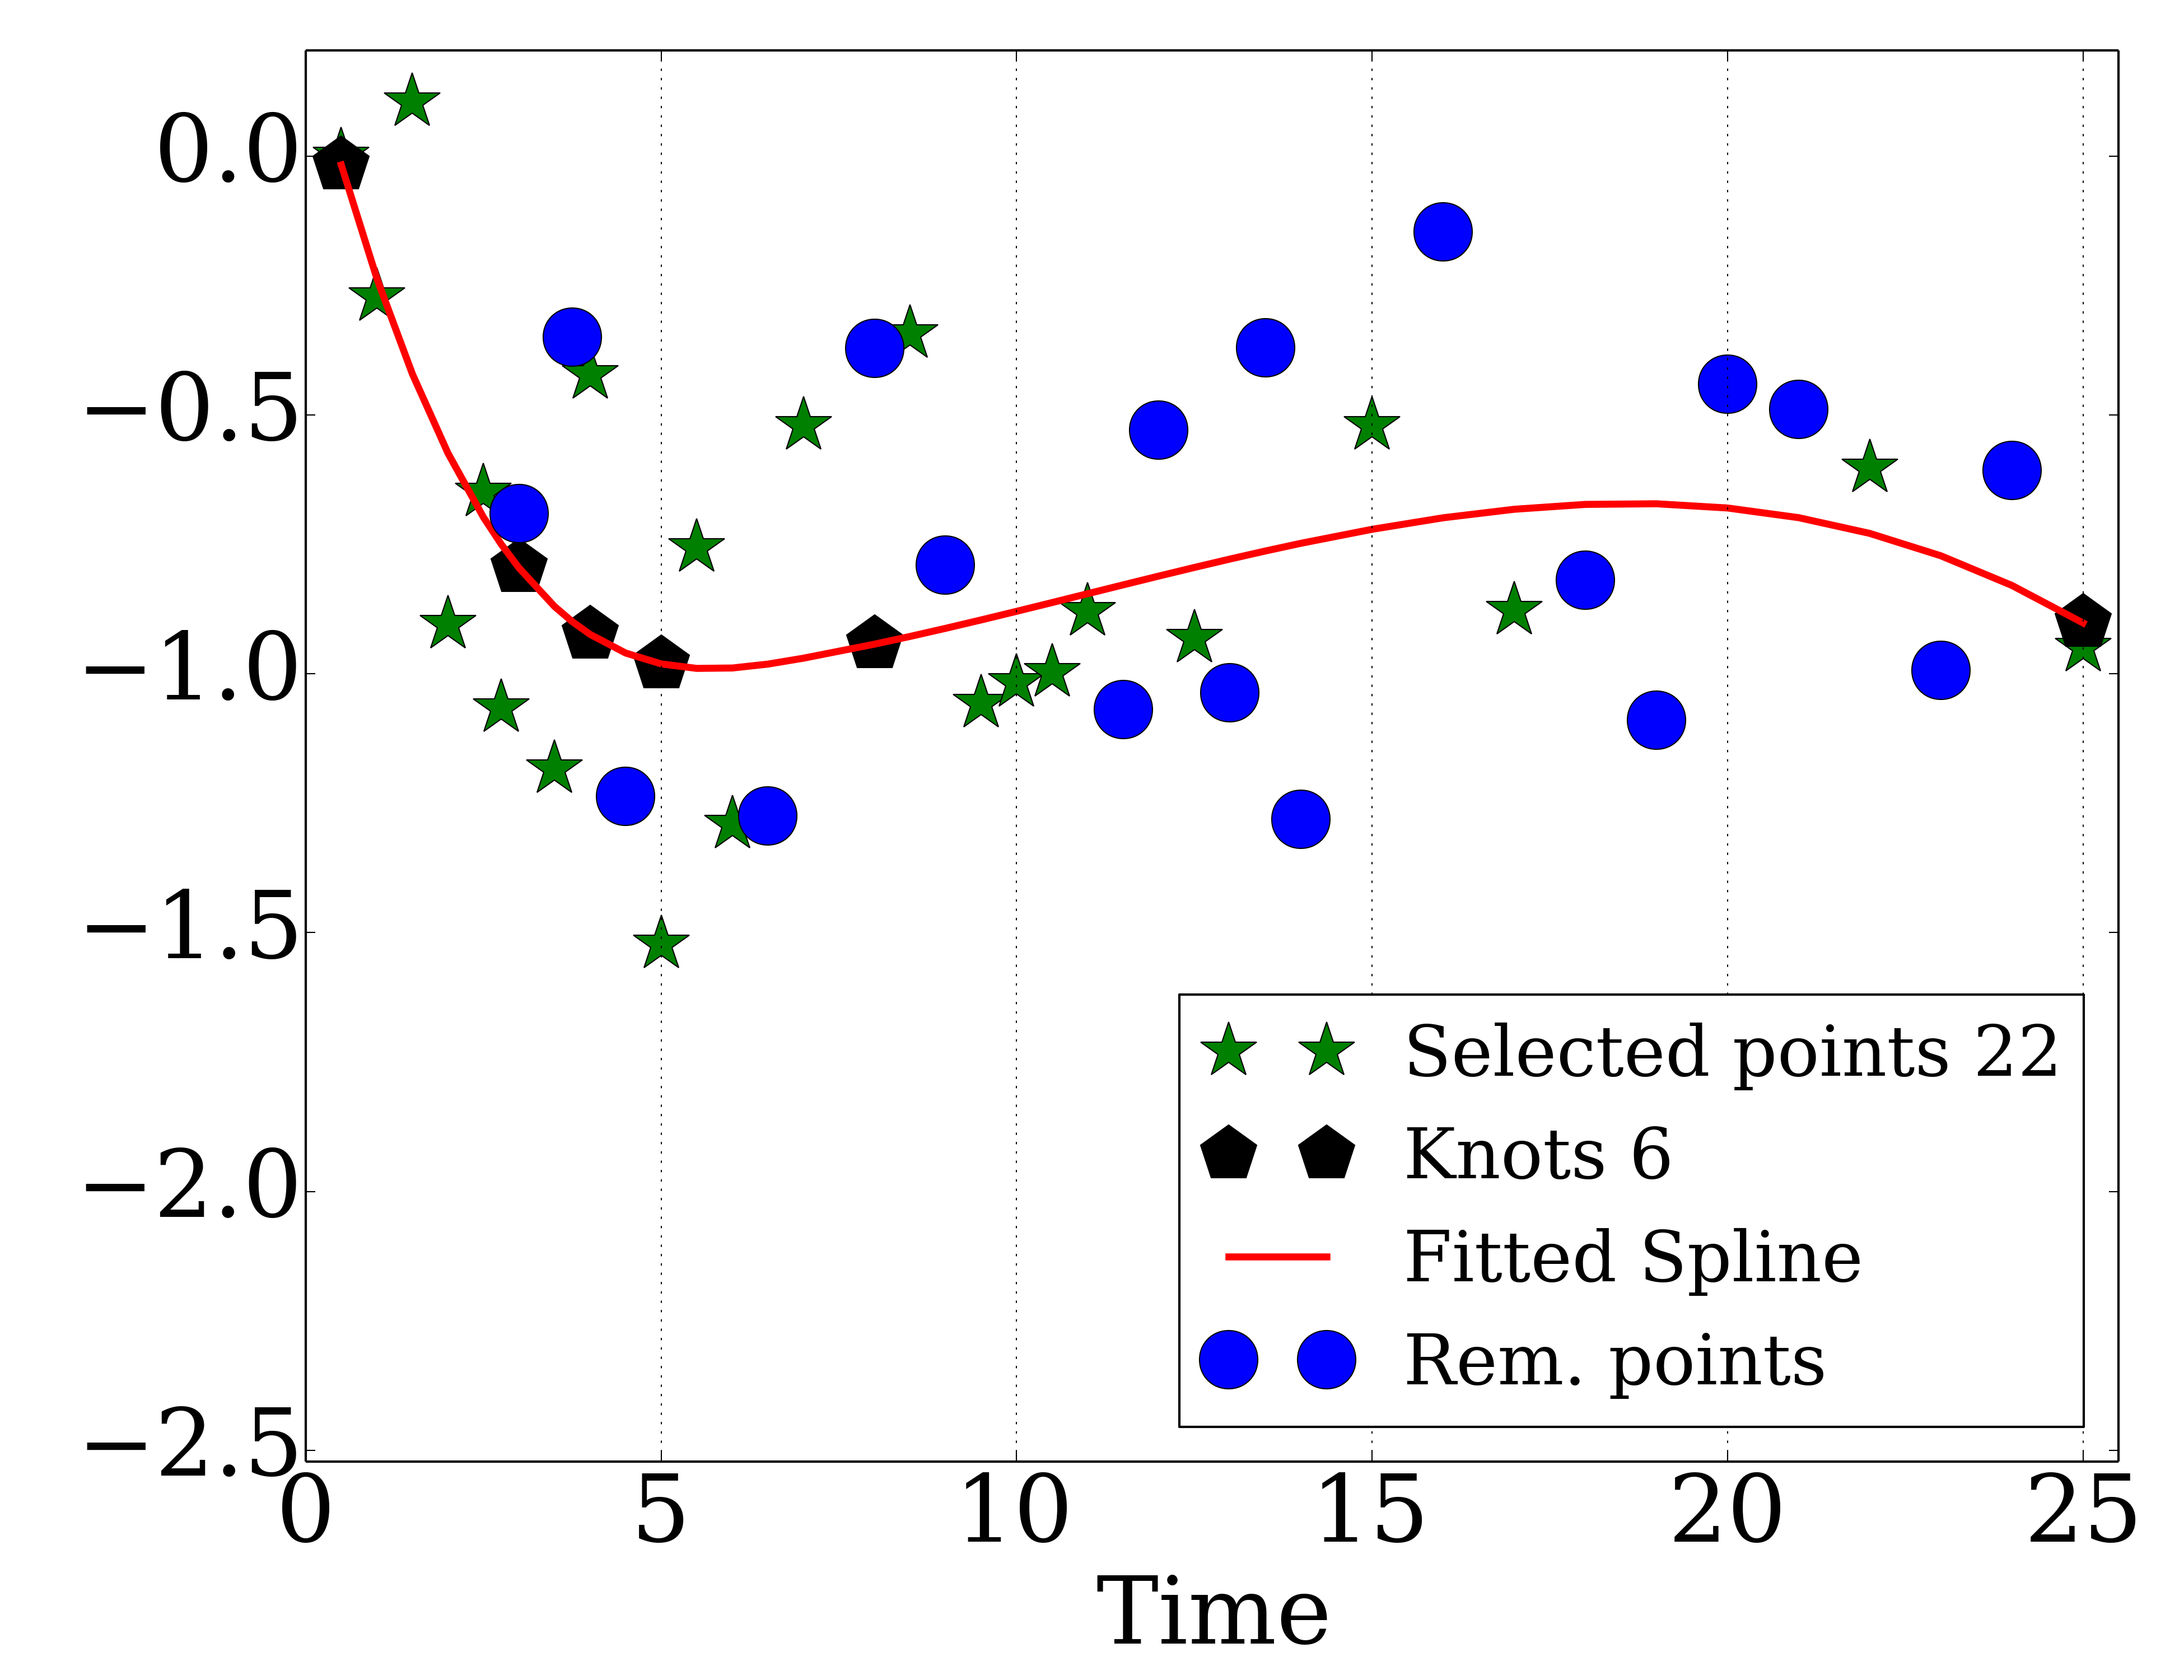 0.0
−0.5
−1.0
−1.5
−2.0
−2.5
Selected points 22
Knots 6
Fitted Spline
Rem. points
0 5 10 15 20 25
Time